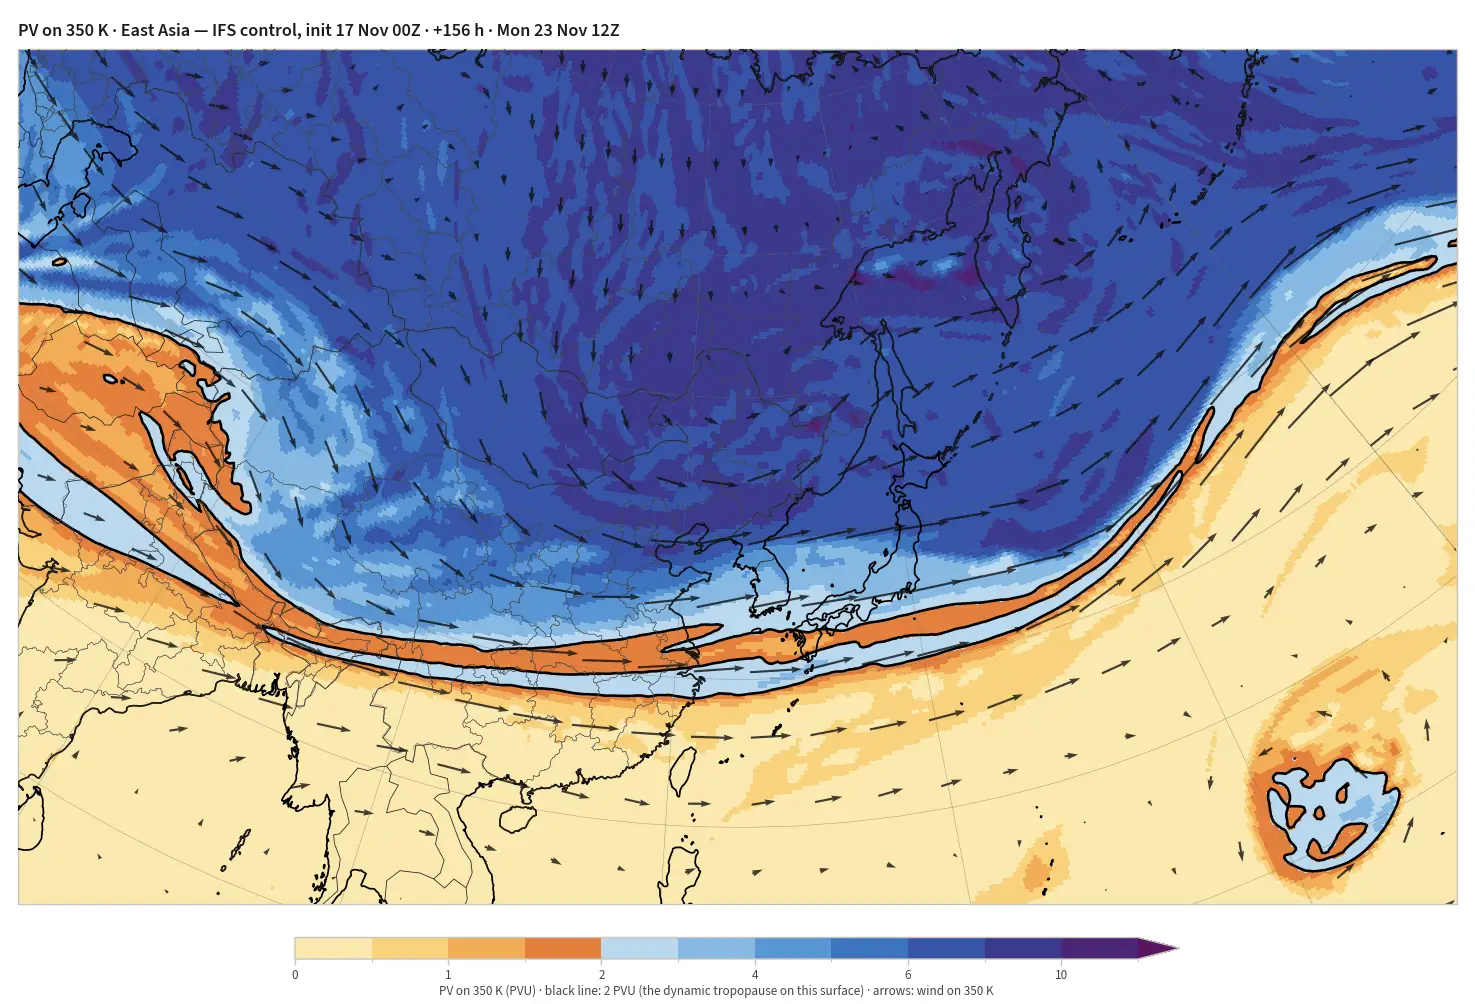 PV on 350 K · East Asia — IFS control, init 17 Nov 00Z · +156 h · Mon 23 Nov 12Z
0 1 2 4 6 10
PV on 350 K (PVU) · black line: 2 PVU (the dynamic tropopause on this surface) · arrows: wind on 350 K